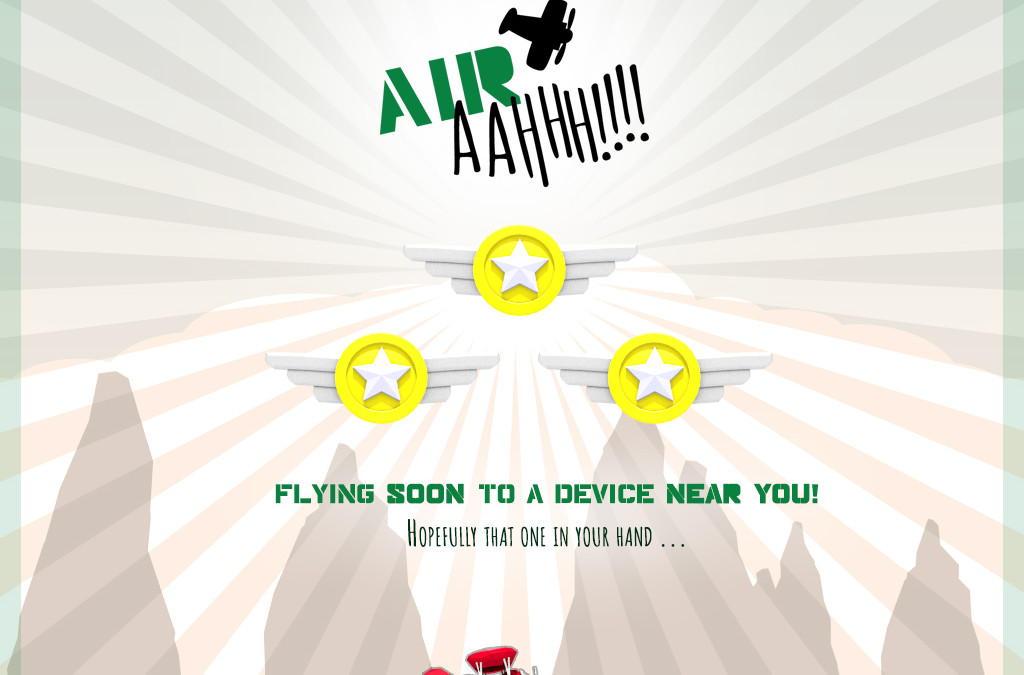 AIR
AAHHH!!!!
FLYING SOON TO A DEVICE NEAR YOU!
Hopefully that one in your hand ...